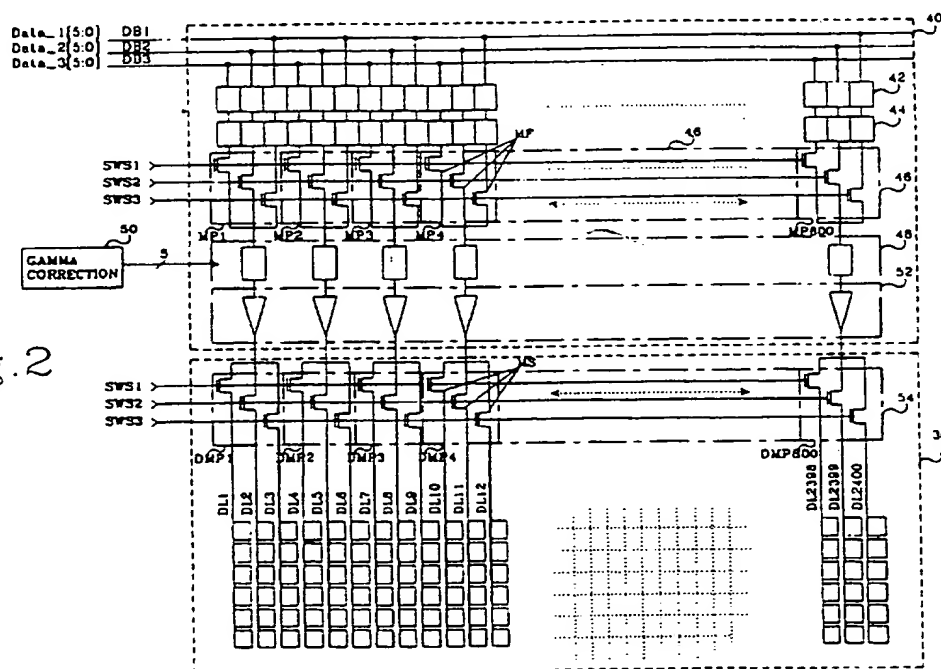 Data_1{5:0} DB1
Data_2{5:0} DB2
Data_3{5:0} DB3
40
42
44
46
MF
SWS1
SWS2
SWS3
46
MP1 MP2 MP3 MP4 MP800
48
50
GAMMA
CORRECTION
5
52
MS
SWS1
SWS2
SWS3
54
DMP1 DMP2 DMP3 DMP4 DMP800
DL1 DL2 DL3 DL4 DL5 DL6 DL7 DL8 DL9 DL10 DL11 DL12 DL2398 DL2399 DL2400